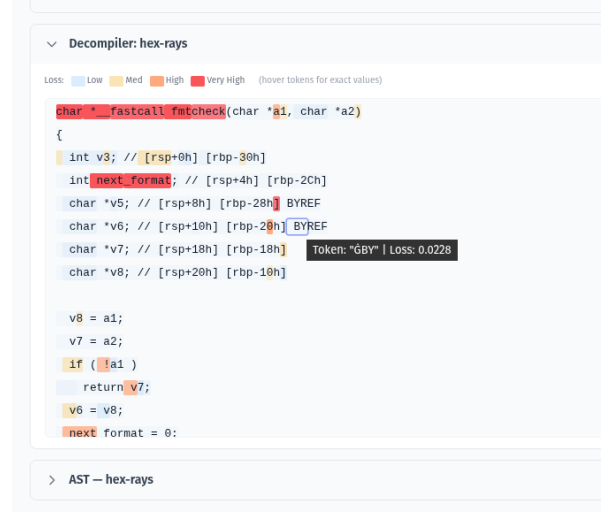 Decompiler: hex-rays
Loss: Low Med High Very High (hover tokens for exact values)
char *__fastcall fmtcheck(char *a1, char *a2)
{
int v3; // [rsp+0h] [rbp-30h]
int next_format; // [rsp+4h] [rbp-2Ch]
char *v5; // [rsp+8h] [rbp-28h] BYREF
char *v6; // [rsp+10h] [rbp-20h] BYREF
Token: "ĠBY" | Loss: 0.0228
char *v7; // [rsp+18h] [rbp-18h]
char *v8; // [rsp+20h] [rbp-10h]
v8 = a1;
v7 = a2;
if ( !a1 )
return v7;
v6 = v8;
next format = 0;
AST — hex-rays